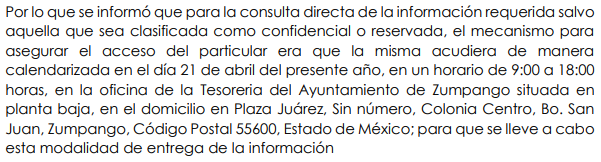 Por lo que se informó que para la consulta directa de la información requerida salvo
aquella que sea clasificada como confidencial o reservada, el mecanismo para
asegurar el acceso del particular era que la misma acudiera de manera
calendarizada en el día 21 de abril del presente año, en un horario de 9:00 a 18:00
horas, en la oficina de la Tesoreria del Ayuntamiento de Zumpango situada en
planta baja, en el domicilio en Plaza Juárez, Sin número, Colonia Centro, Bo. San
Juan, Zumpango, Código Postal 55600, Estado de México; para que se lleve a cabo
esta modalidad de entrega de la información